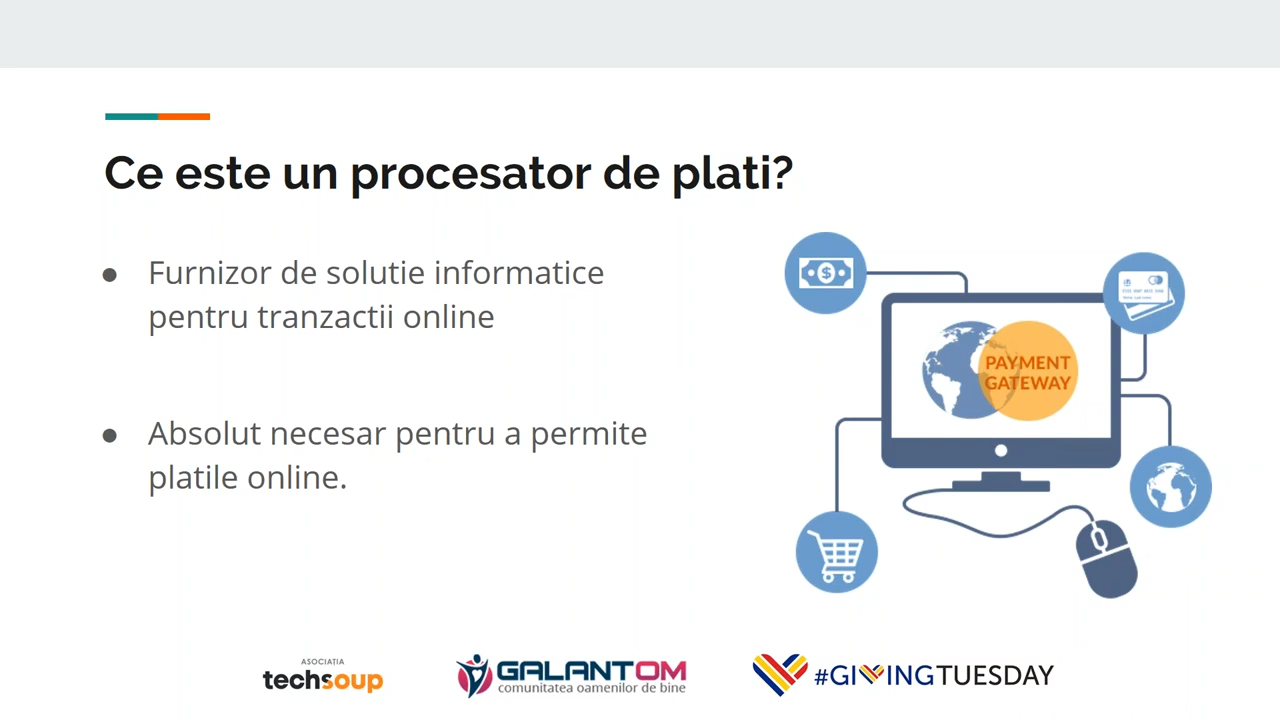 Ce este un procesator de plati?
● Furnizor de solutie informatice
pentru tranzactii online
● Absolut necesar pentru a permite
platile online.
PAYMENT
GATEWAY
ASOCIAȚIA
techsoup
GALANTOM
comunitatea oamenilor de bine
#GIVINGTUESDAY